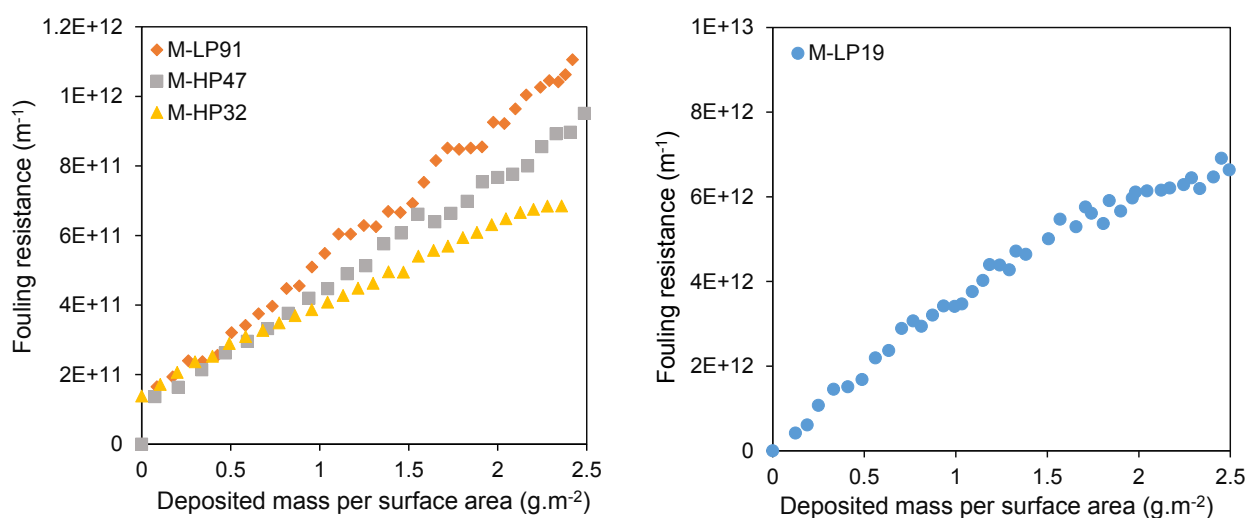 1.2E+12
1E+12
8E+11
6E+11
4E+11
2E+11
0
Fouling resistance (m-1)
M-LP91
M-HP47
M-HP32
0 0.5 1 1.5 2 2.5
Deposited mass per surface area (g.m-2)
1E+13
8E+12
6E+12
4E+12
2E+12
0
Fouling resistance (m-1)
M-LP19
0 0.5 1 1.5 2 2.5
Deposited mass per surface area (g.m-2)